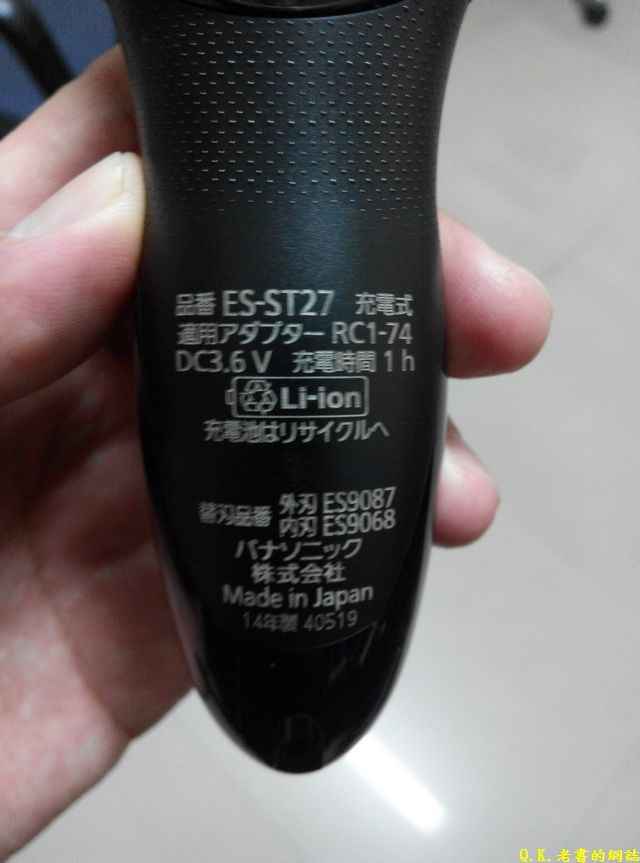 品番 ES-ST27 充電式
適用アダプター RC1-74
DC3.6 V 充電時間 1 h
Li-ion
充電池はリサイクルへ
替刃品番 外刃 ES9087
内刃 ES9068
パナソニック
株式会社
Made in Japan
14年製 40519
Q.K.老書的網誌